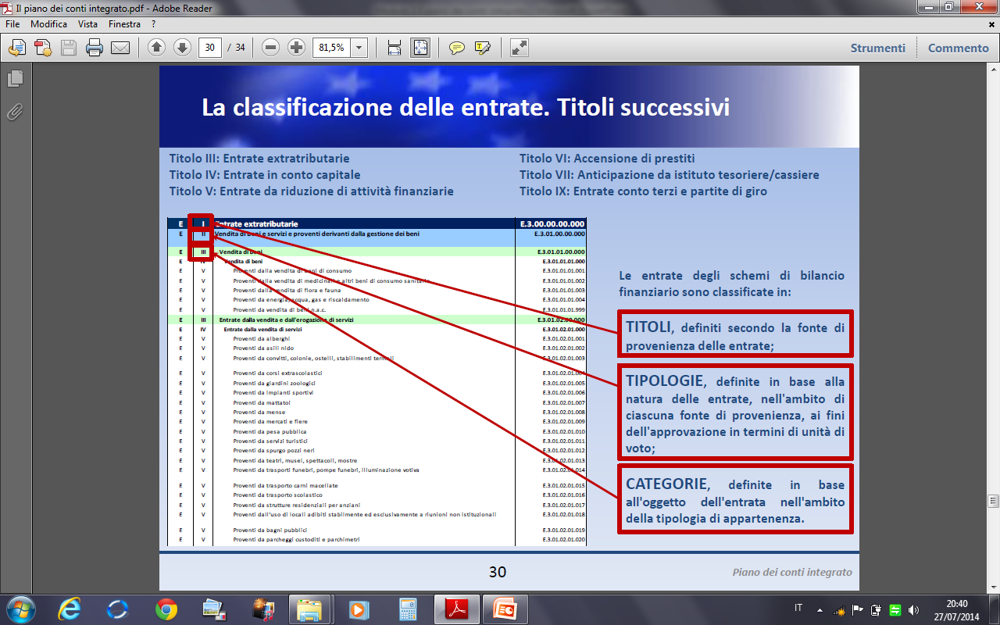 Il piano dei conti integrato.pdf - Adobe Reader
File Modifica Vista Finestra ?
30 / 34 81,5% Strumenti Commento
La classificazione delle entrate. Titoli successivi
Titolo III: Entrate extratributarie
Titolo IV: Entrate in conto capitale
Titolo V: Entrate da riduzione di attività finanziarie
Titolo VI: Accensione di prestiti
Titolo VII: Anticipazione da istituto tesoriere/cassiere
Titolo IX: Entrate conto terzi e partite di giro
E I Entrate extratributarie E.3.00.00.00.000
E II Vendita di beni e servizi e proventi derivanti dalla gestione dei beni E.3.01.00.00.000
E III Vendita di beni E.3.01.01.00.000
E IV Vendita di beni E.3.01.01.01.000
E V Proventi dalla vendita di beni di consumo E.3.01.01.01.001
E V Proventi dalla vendita di medicinali e altri beni di consumo sanitario E.3.01.01.01.002
E V Proventi dalla vendita di flora e fauna E.3.01.01.01.003
E V Proventi da energia, acqua, gas e riscaldamento E.3.01.01.01.004
E V Proventi da vendita di beni n.a.c. E.3.01.01.01.999
E III Entrate dalla vendita e dall'erogazione di servizi E.3.01.02.00.000
E IV Entrate dalla vendita di servizi E.3.01.02.01.000
E V Proventi da alberghi E.3.01.02.01.001
E V Proventi da asili nido E.3.01.02.01.002
E V Proventi da convitti, colonie, ostelli, stabilimenti termali E.3.01.02.01.003
E V Proventi da corsi extrascolastici E.3.01.02.01.004
E V Proventi da giardini zoologici E.3.01.02.01.005
E V Proventi da impianti sportivi E.3.01.02.01.006
E V Proventi da mattatoi E.3.01.02.01.007
E V Proventi da mense E.3.01.02.01.008
E V Proventi da mercati e fiere E.3.01.02.01.009
E V Proventi da pesa pubblica E.3.01.02.01.010
E V Proventi da servizi turistici E.3.01.02.01.011
E V Proventi da spurgo pozzi neri E.3.01.02.01.012
E V Proventi da teatri, musei, spettacoli, mostre E.3.01.02.01.013
E V Proventi da trasporti funebri, pompe funebri, illuminazione votiva E.3.01.02.01.014
E V Proventi da trasporto carni macellate E.3.01.02.01.015
E V Proventi da trasporto scolastico E.3.01.02.01.016
E V Proventi da strutture residenziali per anziani E.3.01.02.01.017
E V Proventi dall'uso di locali adibiti stabilmente ed esclusivamente a riunioni non istituzionali E.3.01.02.01.018
E V Proventi da bagni pubblici E.3.01.02.01.019
E V Proventi da parcheggi custoditi e parchimetri E.3.01.02.01.020
Le entrate degli schemi di bilancio
finanziario sono classificate in:
TITOLI, definiti secondo la fonte di
provenienza delle entrate;
TIPOLOGIE, definite in base alla
natura delle entrate, nell'ambito di
ciascuna fonte di provenienza, ai fini
dell'approvazione in termini di unità di
voto;
CATEGORIE, definite in base
all'oggetto dell'entrata nell'ambito
della tipologia di appartenenza.
30
Piano dei conti integrato
IT
20:40
27/07/2014